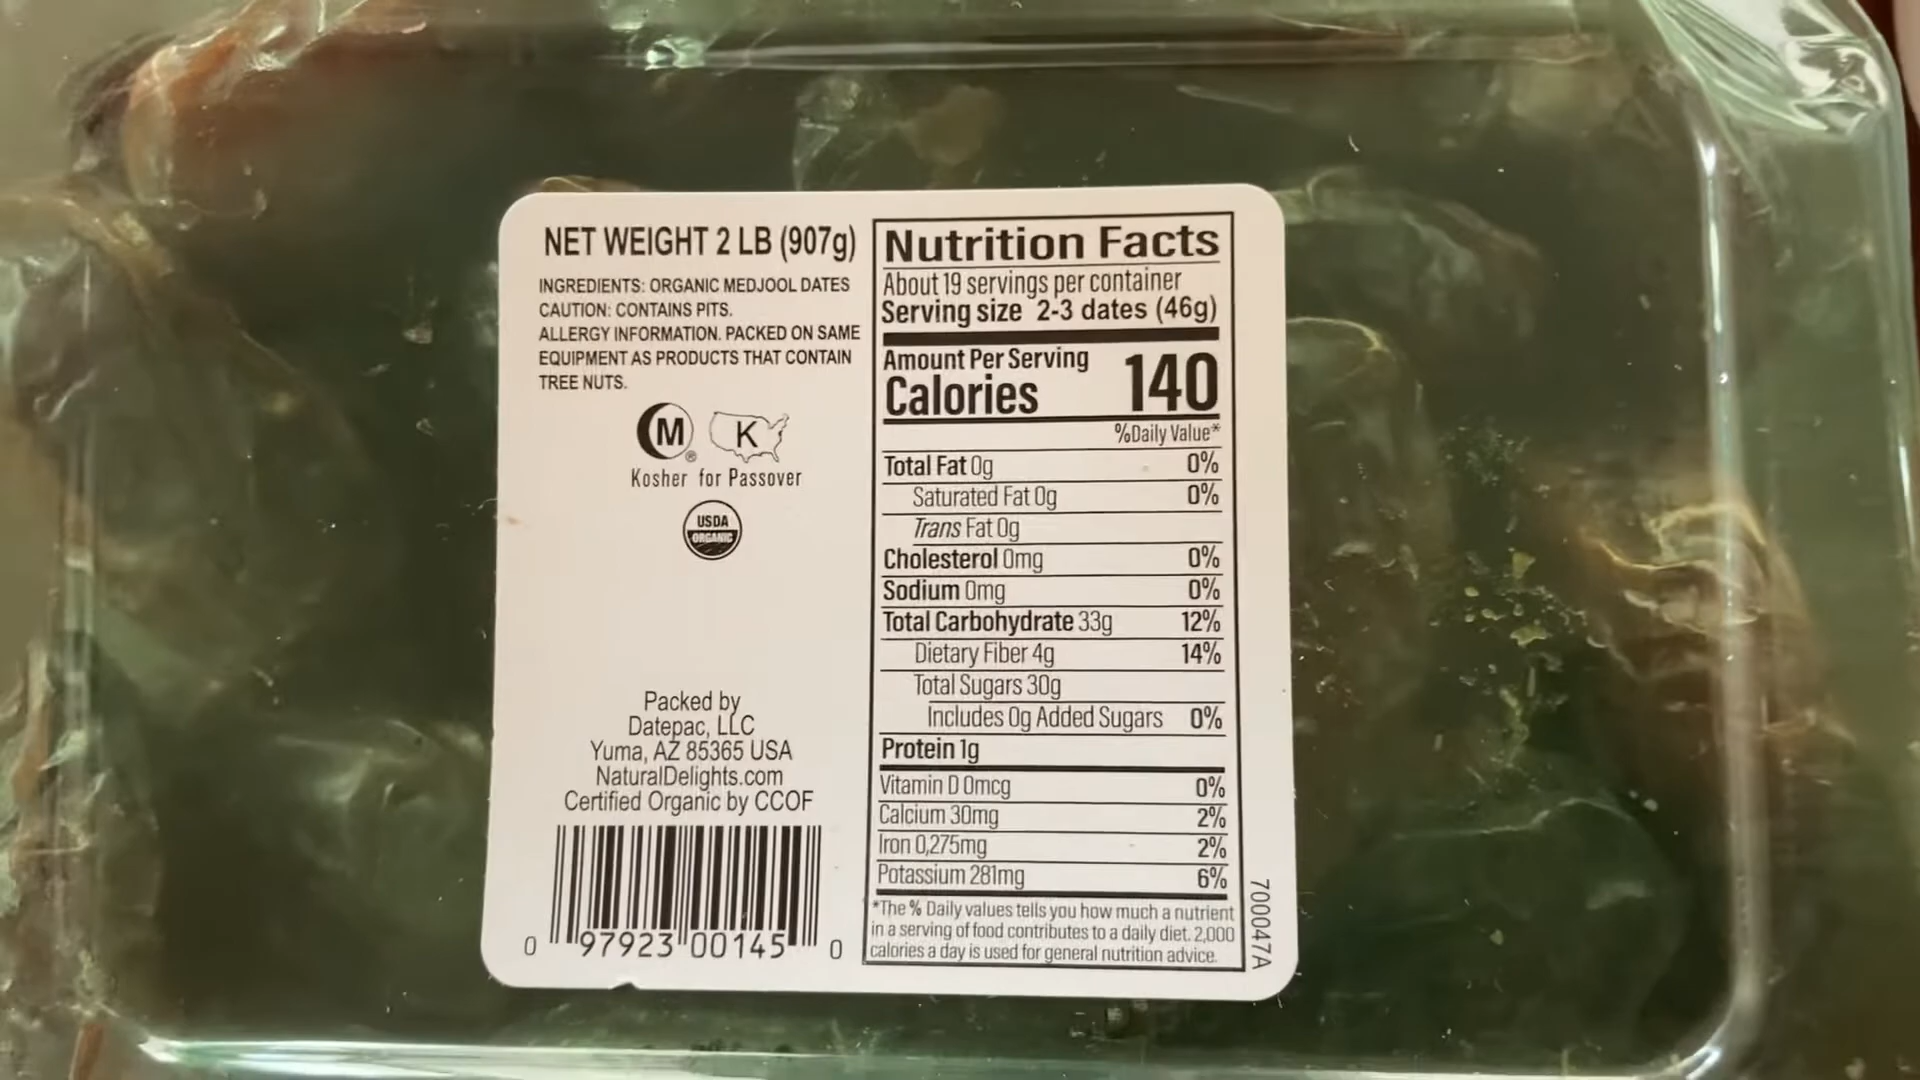 NET WEIGHT 2 LB (907g)
INGREDIENTS: ORGANIC MEDJOOL DATES
CAUTION: CONTAINS PITS.
ALLERGY INFORMATION. PACKED ON SAME
EQUIPMENT AS PRODUCTS THAT CONTAIN
TREE NUTS.
M ® K
Kosher for Passover
USDA
ORGANIC
Packed by
Datepac, LLC
Yuma, AZ 85365 USA
NaturalDelights.com
Certified Organic by CCOF
0 97923 00145 0
Nutrition Facts
About 19 servings per container
Serving size 2-3 dates (46g)
Amount Per Serving
Calories 140
%Daily Value*
Total Fat 0g 0%
Saturated Fat 0g 0%
Trans Fat 0g
Cholesterol 0mg 0%
Sodium 0mg 0%
Total Carbohydrate 33g 12%
Dietary Fiber 4g 14%
Total Sugars 30g
Includes 0g Added Sugars 0%
Protein 1g
Vitamin D 0mcg 0%
Calcium 30mg 2%
Iron 0,275mg 2%
Potassium 281mg 6%
*The % Daily values tells you how much a nutrient
in a serving of food contributes to a daily diet. 2,000
calories a day is used for general nutrition advice.
700047A